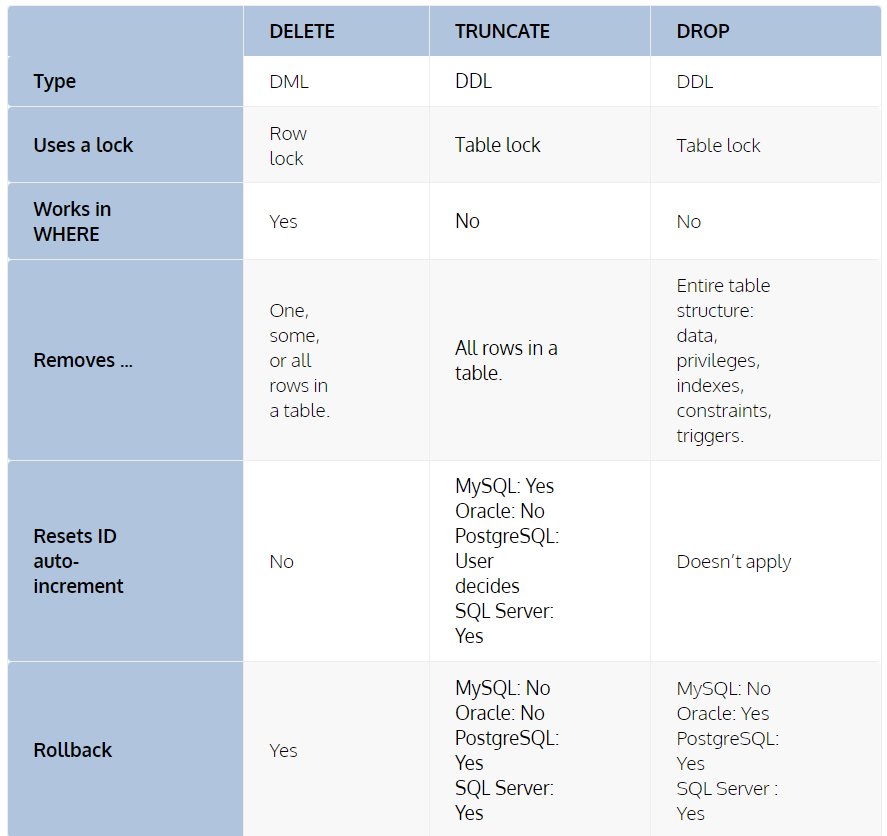 DELETE TRUNCATE DROP
Type DML DDL DDL
Uses a lock
Row
lock
Table lock
Table lock
Works in
WHERE
Yes
No
No
Removes ...
One,
some,
or all
rows in
a table.
All rows in a
table.
Entire table
structure:
data,
privileges,
indexes,
constraints,
triggers.
Resets ID
auto-
increment
No
MySQL: Yes
Oracle: No
PostgreSQL:
User
decides
SQL Server:
Yes
Doesn’t apply
Rollback
Yes
MySQL: No
Oracle: No
PostgreSQL:
Yes
SQL Server:
Yes
MySQL: No
Oracle: Yes
PostgreSQL:
Yes
SQL Server :
Yes